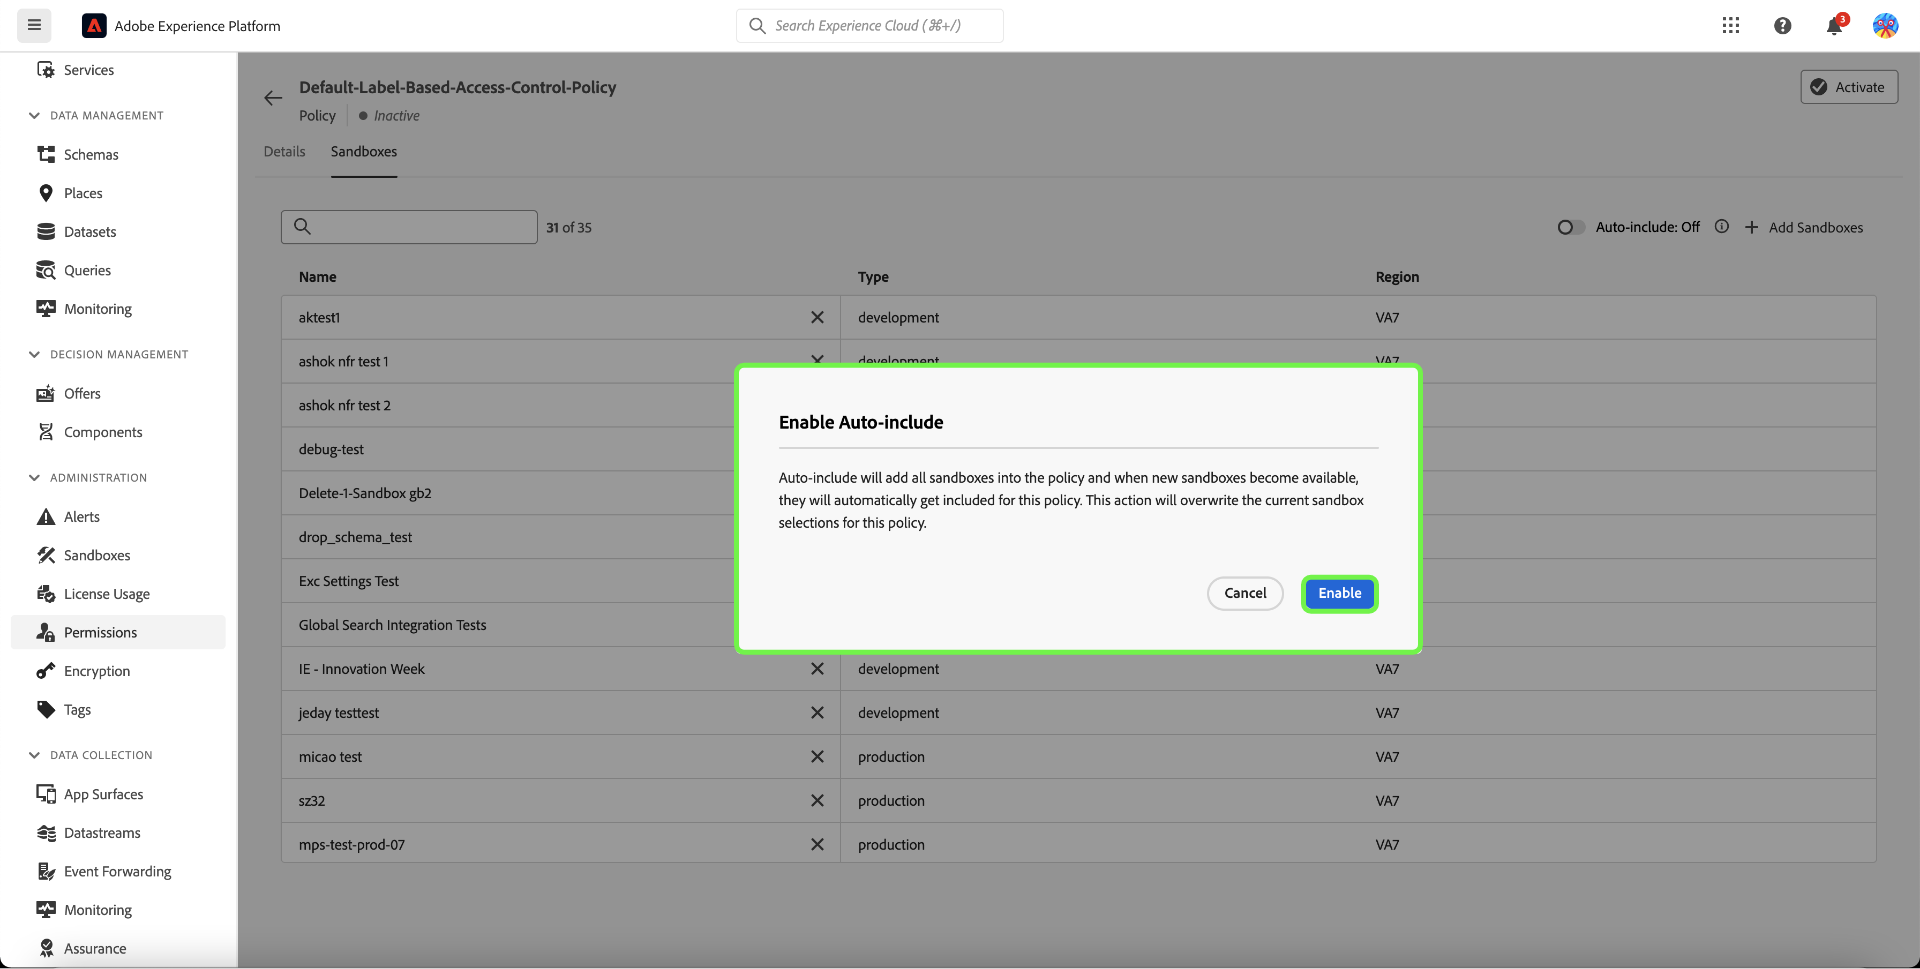 Adobe Experience Platform
Search Experience Cloud (⌘+/)
3
Services
DATA MANAGEMENT
Schemas
Places
Datasets
Queries
Monitoring
DECISION MANAGEMENT
Offers
Components
ADMINISTRATION
Alerts
Sandboxes
License Usage
Permissions
Encryption
Tags
DATA COLLECTION
App Surfaces
Datastreams
Event Forwarding
Monitoring
Assurance
Default-Label-Based-Access-Control-Policy
Policy Inactive
Activate
Details Sandboxes
31 of 35
Auto-include: Off
Add Sandboxes
Name Type Region
aktest1 development VA7
ashok nfr test 1 development VA7
ashok nfr test 2
debug-test
Delete-1-Sandbox gb2
drop_schema_test
Exc Settings Test
Global Search Integration Tests
IE - Innovation Week development VA7
jeday testtest development VA7
micao test production VA7
sz32 production VA7
mps-test-prod-07 production VA7
Enable Auto-include
Auto-include will add all sandboxes into the policy and when new sandboxes become available,
they will automatically get included for this policy. This action will overwrite the current sandbox
selections for this policy.
Cancel Enable